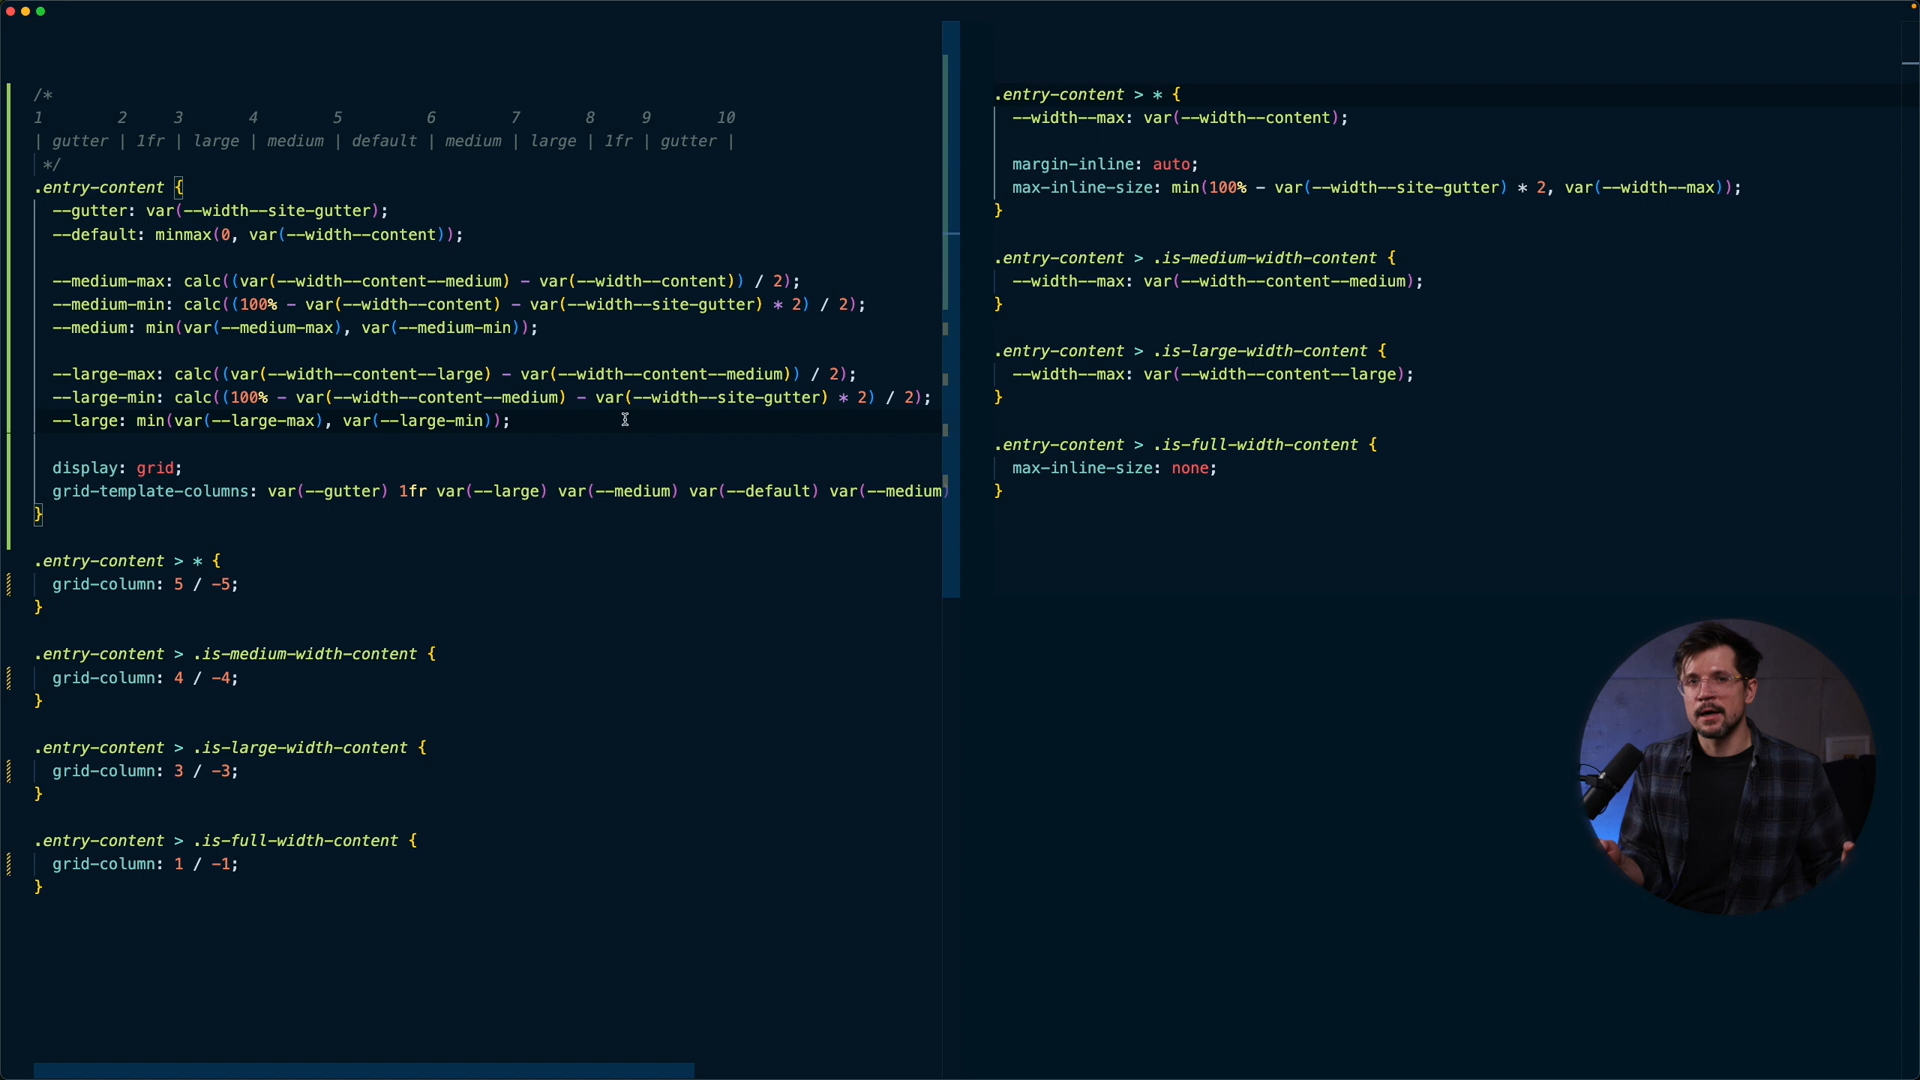 /*
1 2 3 4 5 6 7 8 9 10
| gutter | 1fr | large | medium | default | medium | large | 1fr | gutter |
*/
.entry-content {
--gutter: var(--width--site-gutter);
--default: minmax(0, var(--width--content));
--medium-max: calc((var(--width--content--medium) - var(--width--content)) / 2);
--medium-min: calc((100% - var(--width--content) - var(--width--site-gutter) * 2) / 2);
--medium: min(var(--medium-max), var(--medium-min));
--large-max: calc((var(--width--content--large) - var(--width--content--medium)) / 2);
--large-min: calc((100% - var(--width--content--medium) - var(--width--site-gutter) * 2) / 2);
--large: min(var(--large-max), var(--large-min));
display: grid;
grid-template-columns: var(--gutter) 1fr var(--large) var(--medium) var(--default) var(--medium)
}
.entry-content > * {
grid-column: 5 / -5;
}
.entry-content > .is-medium-width-content {
grid-column: 4 / -4;
}
.entry-content > .is-large-width-content {
grid-column: 3 / -3;
}
.entry-content > .is-full-width-content {
grid-column: 1 / -1;
}
.entry-content > * {
--width--max: var(--width--content);
margin-inline: auto;
max-inline-size: min(100% - var(--width--site-gutter) * 2, var(--width--max));
}
.entry-content > .is-medium-width-content {
--width--max: var(--width--content--medium);
}
.entry-content > .is-large-width-content {
--width--max: var(--width--content--large);
}
.entry-content > .is-full-width-content {
max-inline-size: none;
}